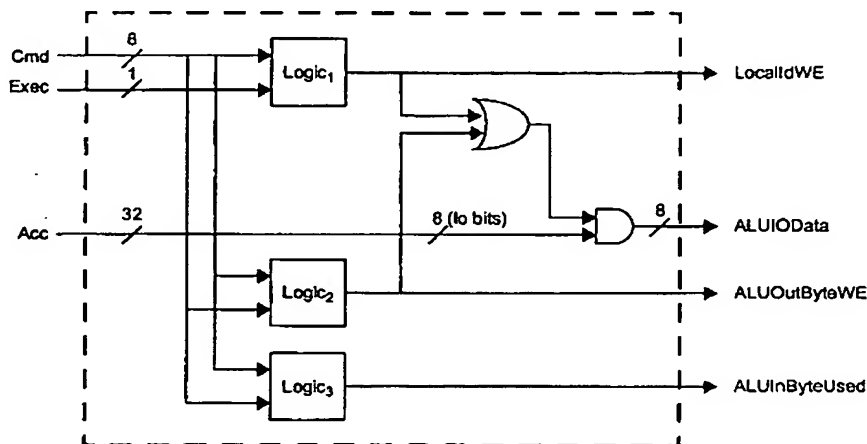 Cmd
8
Exec
1
Logic1
LocalIdWE
Acc
32
8 (lo bits)
8
ALUIOData
Logic2
ALUOutByteWE
Logic3
ALUInByteUsed